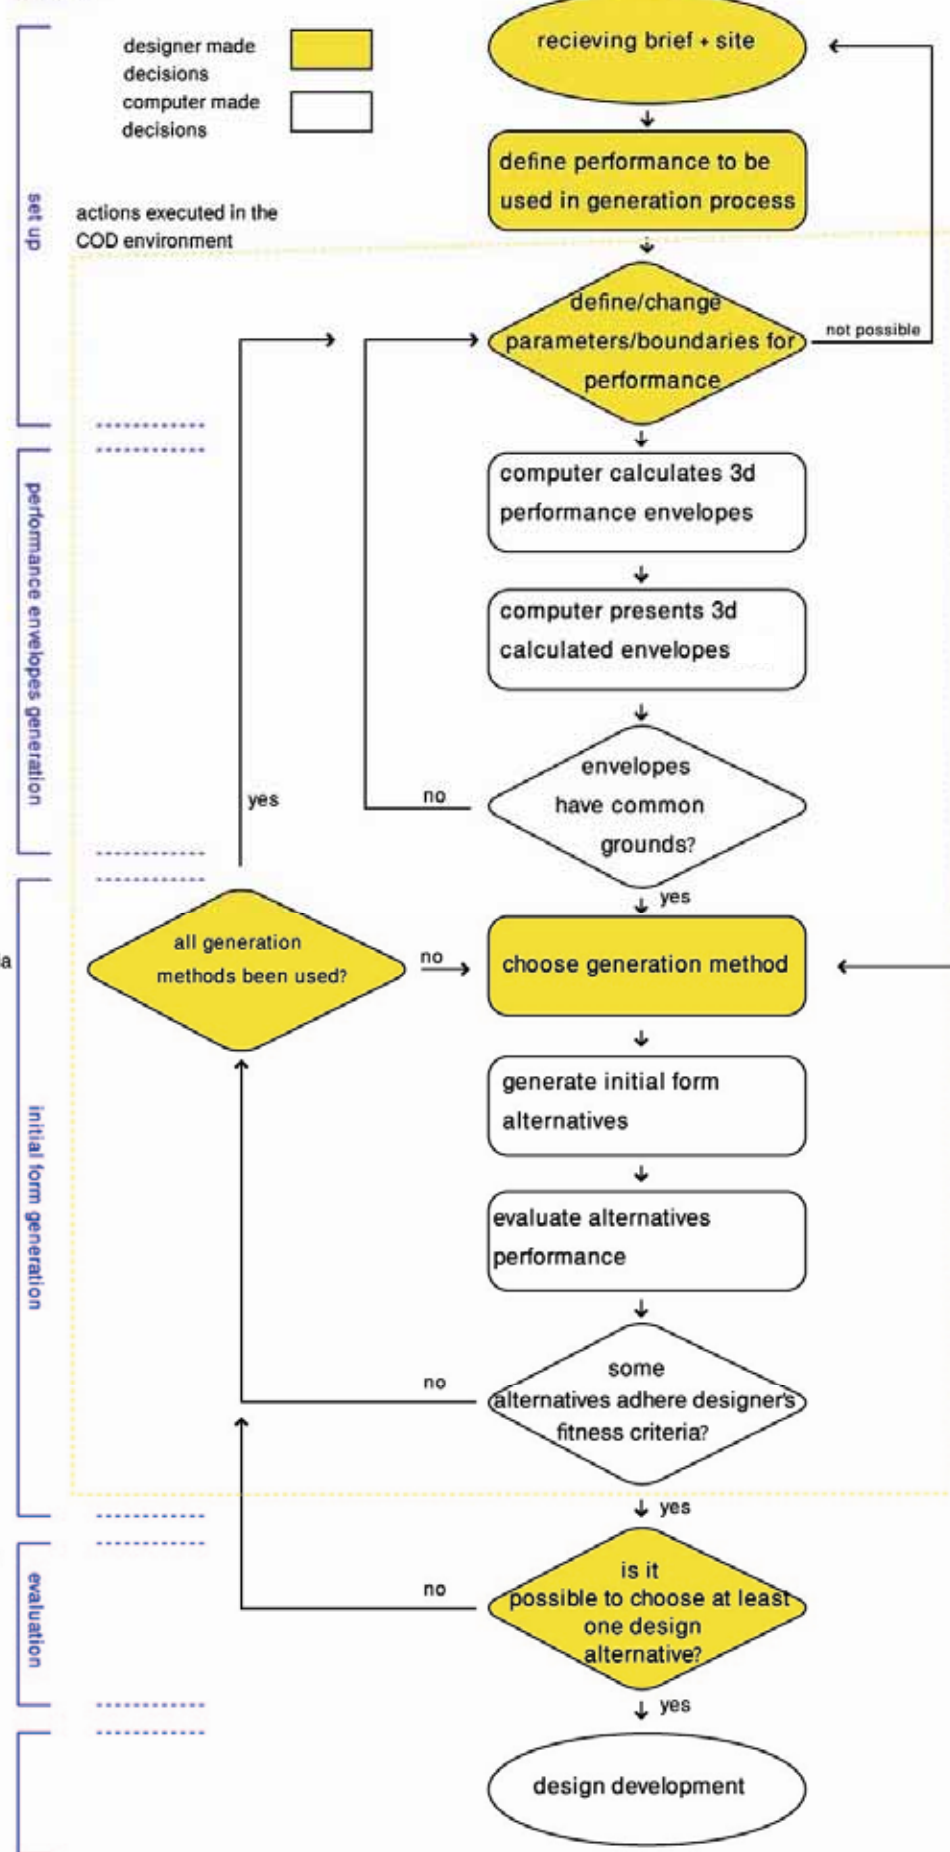 designer made
decisions
computer made
decisions
recieving brief + site
define performance to be
used in generation process
set up
actions executed in the
COD environment
define/change
parameters/boundaries for
performance
not possible
performance envelopes generation
computer calculates 3d
performance envelopes
computer presents 3d
calculated envelopes
envelopes
have common
grounds?
no
yes
yes
all generation
methods been used?
no
choose generation method
a
initial form generation
generate initial form
alternatives
evaluate alternatives
performance
some
alternatives adhere designer's
fitness criteria?
no
yes
evaluation
is it
possible to choose at least
one design
alternative?
no
yes
design development